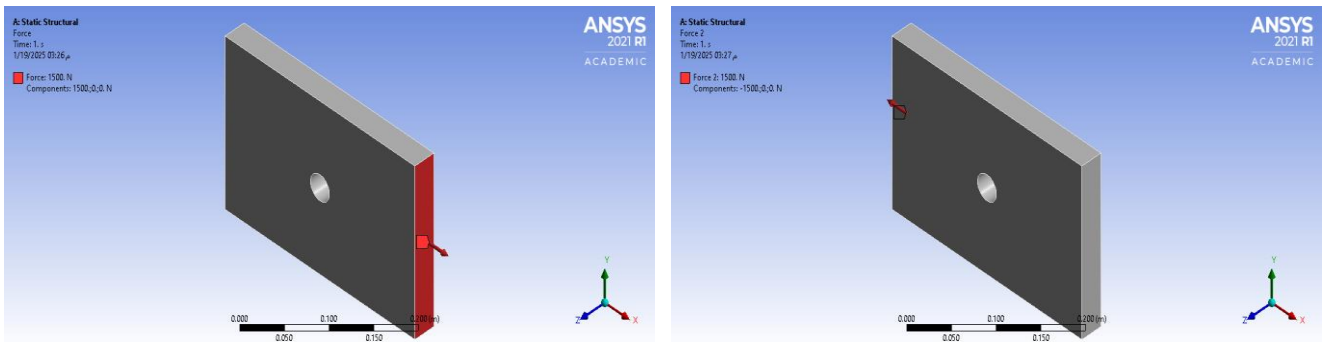 A: Static Structural
Force
Time: 1. s
1/19/2025 03:26 م
Force: 1500. N
Components: 1500.;0.;0. N
ANSYS
2021 R1
ACADEMIC
Y
Z
X
0.000
0.100
0.200 (m)
0.050
0.150
A: Static Structural
Force 2
Time: 1. s
1/19/2025 03:27 م
Force 2: 1500. N
Components: -1500.;0.;0. N
ANSYS
2021 R1
ACADEMIC
Y
Z
X
0.000
0.100
0.200 (m)
0.050
0.150